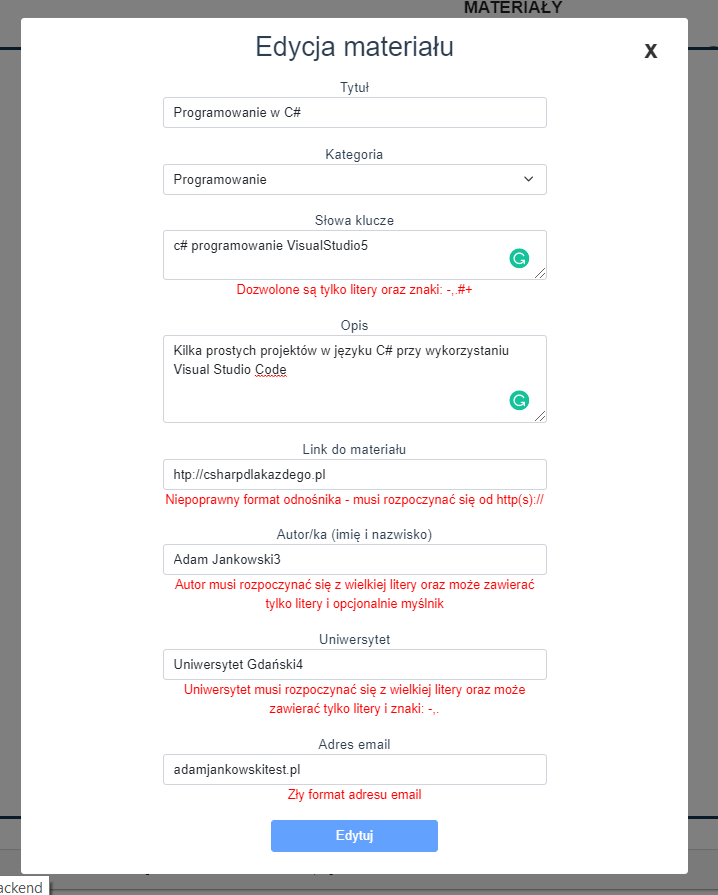 MATERIAŁY
Edycja materiału
X
Tytuł
Programowanie w C#
Kategoria
Programowanie
Słowa klucze
c# programowanie VisualStudio5
Dozwolone są tylko litery oraz znaki: -,.#+
Opis
Kilka prostych projektów w języku C# przy wykorzystaniu
Visual Studio Code
Link do materiału
htp://csharpdlakazdego.pl
Niepoprawny format odnośnika - musi rozpoczynać się od http(s)://
Autor/ka (imię i nazwisko)
Adam Jankowski3
Autor musi rozpoczynać się z wielkiej litery oraz może zawierać
tylko litery i opcjonalnie myślnik
Uniwersytet
Uniwersytet Gdański4
Uniwersytet musi rozpoczynać się z wielkiej litery oraz może
zawierać tylko litery i znaki: -,.
Adres email
adamjankowskitest.pl
Zły format adresu email
Edytuj
ackend